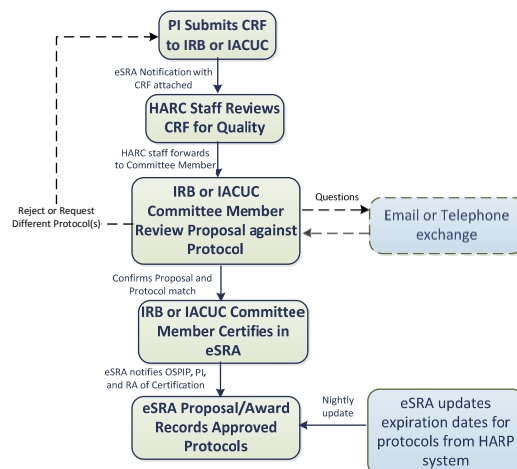 PI Submits CRF
to IRB or IACUC
eSRA Notification with
CRF attached
HARC Staff Reviews
CRF for Quality
HARC staff forwards
to Committee Member
Reject or Request
Different Protocol(s)
IRB or IACUC
Committee Member
Review Proposal against
Protocol
Questions
Email or Telephone
exchange
Confirms Proposal and
Protocol match
IRB or IACUC Committee
Member Certifies in
eSRA
eSRA notifies OSPIP, PI,
and RA of Certification
eSRA Proposal/Award
Records Approved
Protocols
Nightly
update
eSRA updates
expiration dates for
protocols from HARP
system